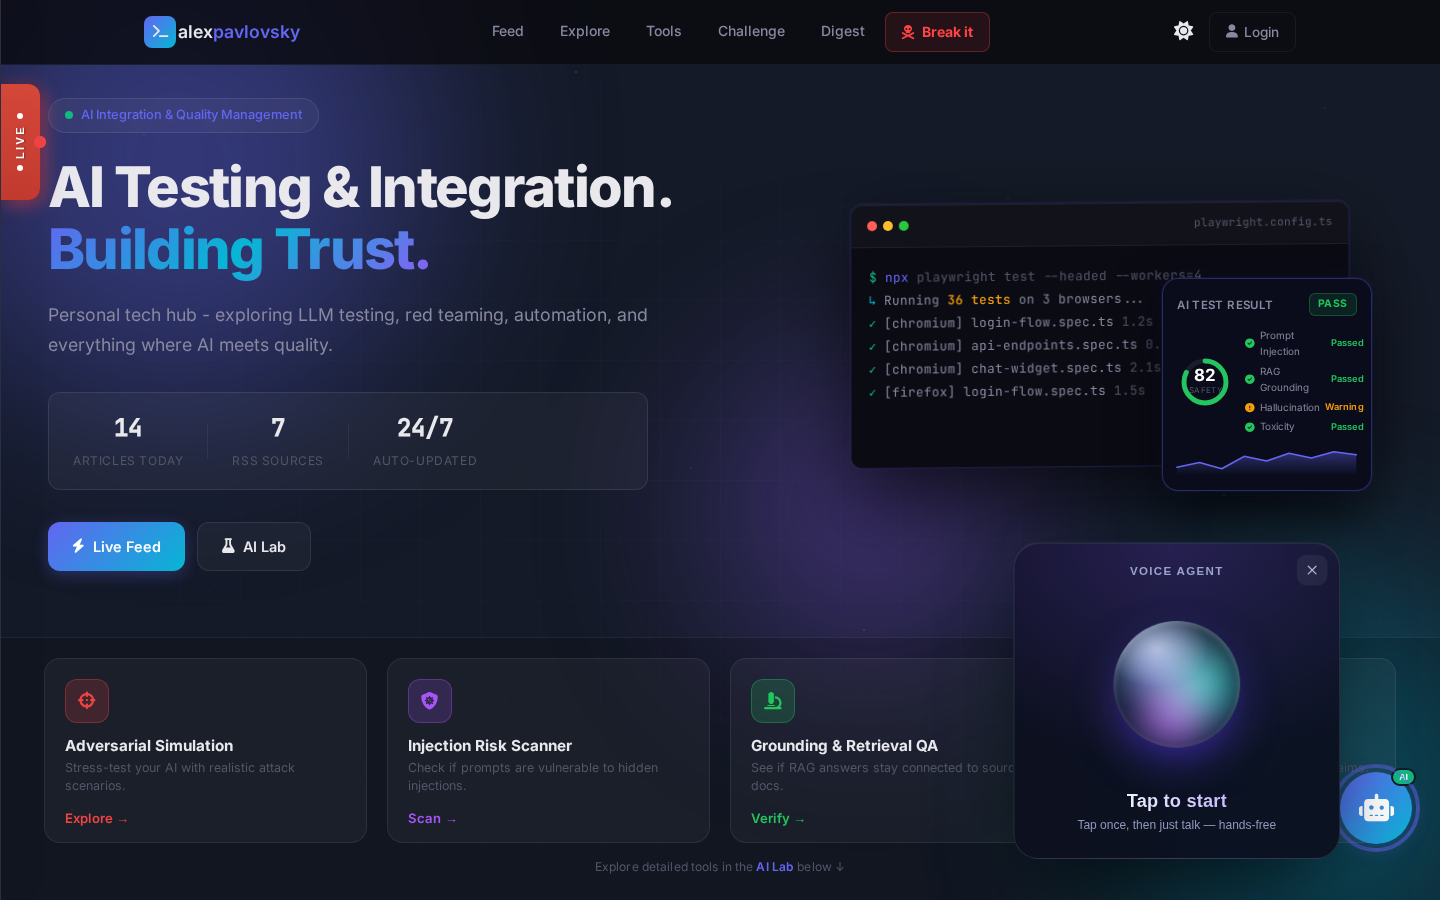 alexpavlovsky
Feed
Explore
Tools
Challenge
Digest
Break it
Login
LIVE
AI Integration & Quality Management
AI Testing & Integration.
Building Trust.
Personal tech hub - exploring LLM testing, red teaming, automation, and
everything where AI meets quality.
14
ARTICLES TODAY
7
RSS SOURCES
24/7
AUTO-UPDATED
Live Feed
AI Lab
playwright.config.ts
$ npx playwright test --headed --workers=4
↳ Running 36 tests on 3 browsers...
✓ [chromium] login-flow.spec.ts 1.2s
✓ [chromium] api-endpoints.spec.ts 0.
✓ [chromium] chat-widget.spec.ts 2.1s
✓ [firefox] login-flow.spec.ts 1.5s
AI TEST RESULT
PASS
82
SAFETY
Prompt
Injection
Passed
RAG
Grounding
Passed
Hallucination
Warning
Toxicity
Passed
VOICE AGENT
Tap to start
Tap once, then just talk — hands-free
AI
Adversarial Simulation
Stress-test your AI with realistic attack
scenarios.
Explore →
Injection Risk Scanner
Check if prompts are vulnerable to hidden
injections.
Scan →
Grounding & Retrieval QA
See if RAG answers stay connected to
docs.
Verify →
Explore detailed tools in the AI Lab below ↓